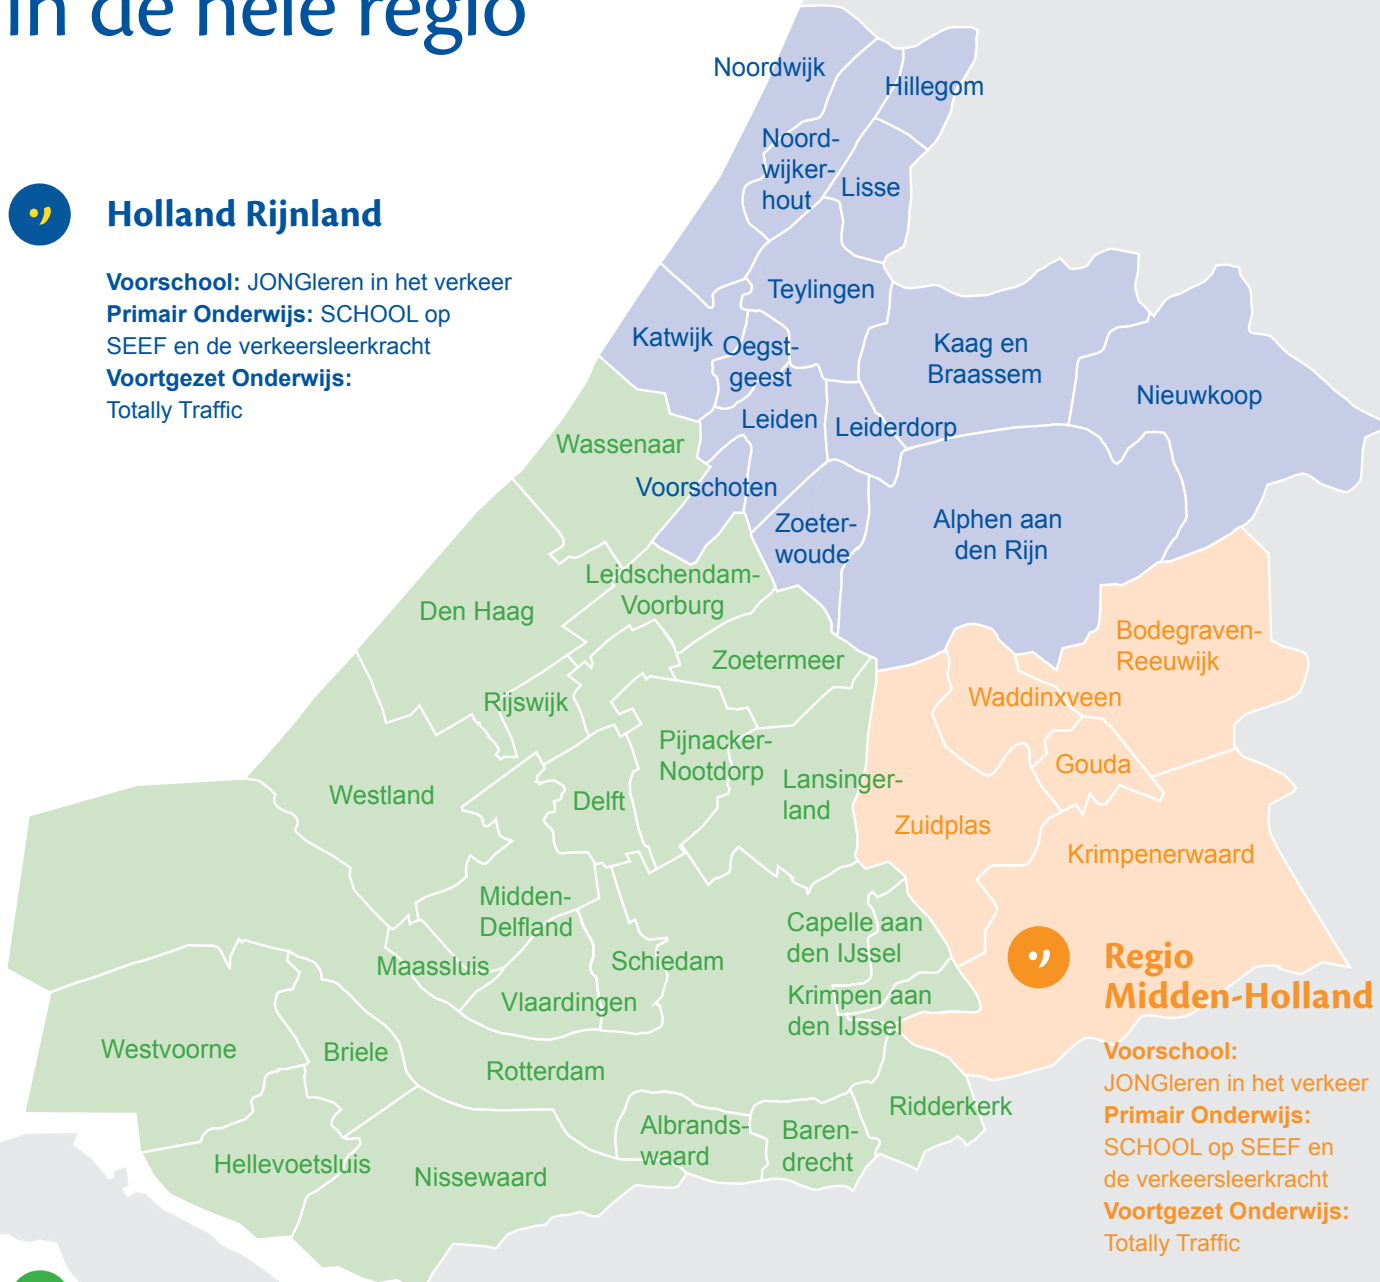 in de hele regio
Holland Rijnland
Voorschool: JONGleren in het verkeer
Primair Onderwijs: SCHOOL op
SEEF en de verkeersleerkracht
Voortgezet Onderwijs:
Totally Traffic
Noordwijk
Hillegom
Noord-
wijker-
hout
Lisse
Teylingen
Katwijk
Oegst-
geest
Kaag en
Braassem
Nieuwkoop
Leiden
Leiderdorp
Wassenaar
Voorschoten
Zoeter-
woude
Alphen aan
den Rijn
Leidschendam-
Voorburg
Den Haag
Zoetermeer
Bodegraven-
Reeuwijk
Rijswijk
Waddinxveen
Pijnacker-
Nootdorp
Gouda
Westland
Delft
Lansinger-
land
Zuidplas
Krimpenerwaard
Midden-
Delfland
Capelle aan
den IJssel
Maassluis
Schiedam
Vlaardingen
Krimpen aan
den IJssel
Westvoorne
Briele
Rotterdam
Ridderkerk
Albrands-
waard
Baren-
drecht
Hellevoetsluis
Nissewaard
Regio
Midden-Holland
Voorschool:
JONGleren in het verkeer
Primair Onderwijs:
SCHOOL op SEEF en
de verkeersleerkracht
Voortgezet Onderwijs:
Totally Traffic